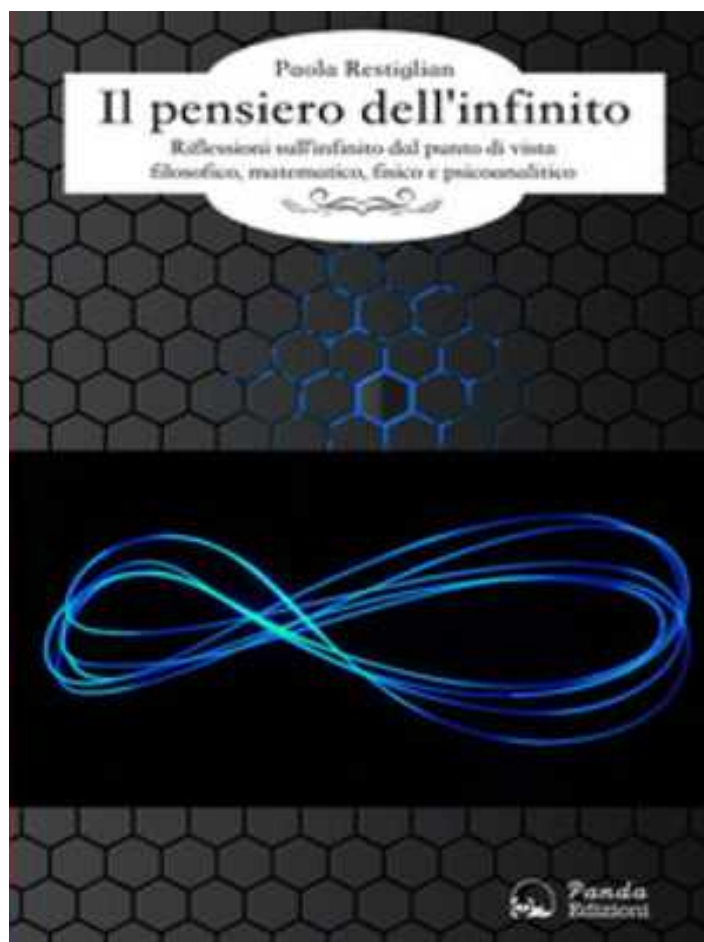 Paola Restiglian
Il pensiero dell'infinito
Riflessioni sull'infinito dal punto di vista
filosofico, matematico, fisico e psicoanalitico
Panda
Edizioni